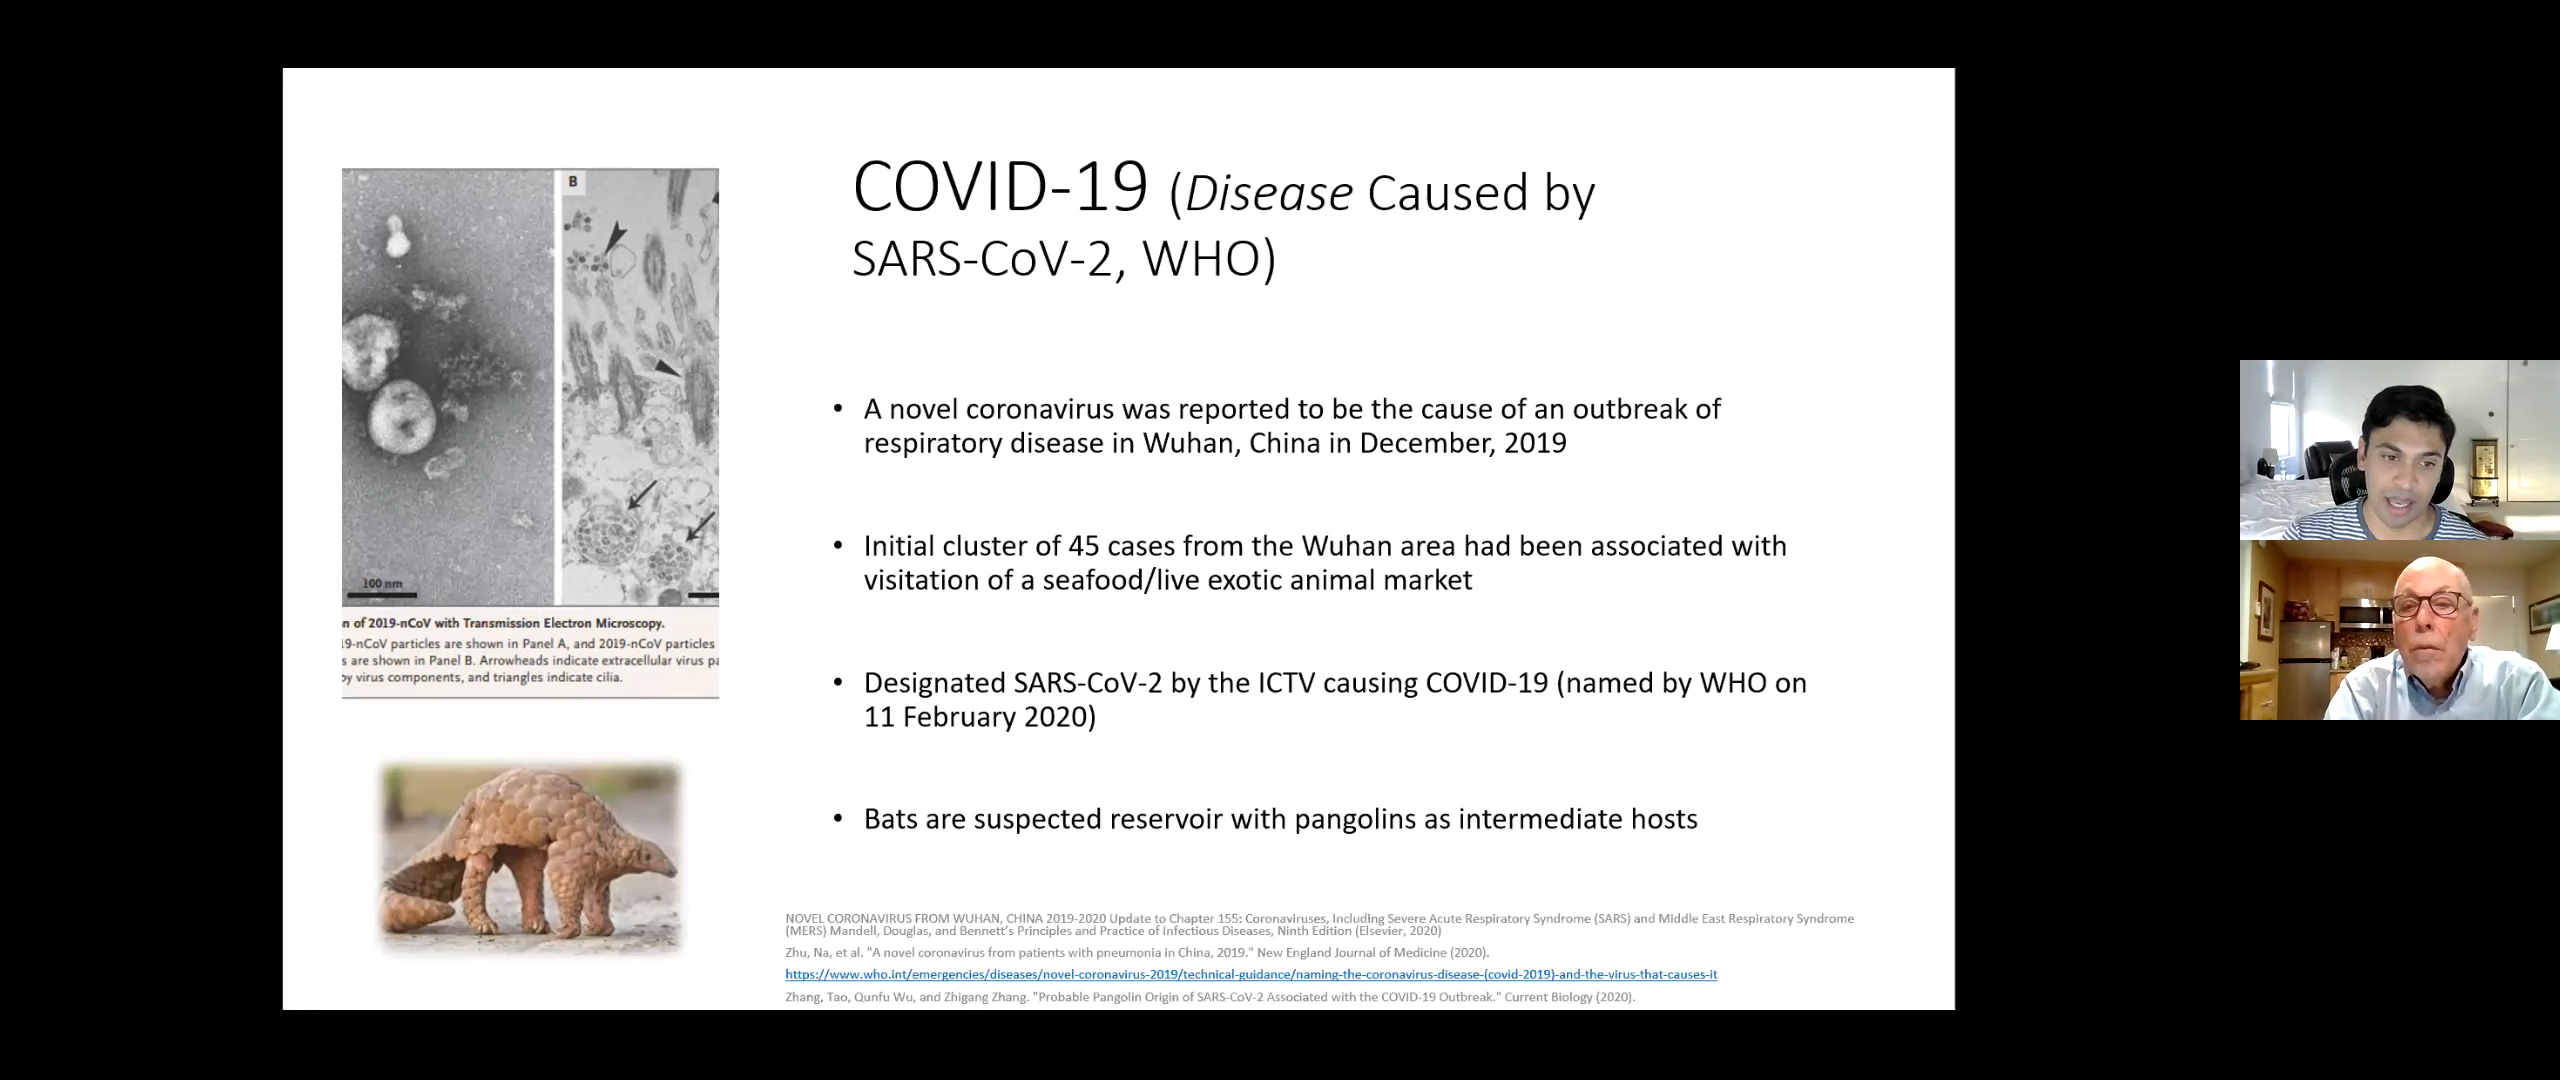 COVID-19 (Disease Caused by
SARS-CoV-2, WHO)
B
100 nm
n of 2019-nCoV with Transmission Electron Microscopy.
19-nCoV particles are shown in Panel A, and 2019-nCoV particles
s are shown in Panel B. Arrowheads indicate extracellular virus pa
by virus components, and triangles indicate cilia.
• A novel coronavirus was reported to be the cause of an outbreak of
respiratory disease in Wuhan, China in December, 2019
• Initial cluster of 45 cases from the Wuhan area had been associated with
visitation of a seafood/live exotic animal market
• Designated SARS-CoV-2 by the ICTV causing COVID-19 (named by WHO on
11 February 2020)
• Bats are suspected reservoir with pangolins as intermediate hosts
NOVEL CORONAVIRUS FROM WUHAN, CHINA 2019-2020 Update to Chapter 155: Coronaviruses, Including Severe Acute Respiratory Syndrome (SARS) and Middle East Respiratory Syndrome
(MERS) Mandell, Douglas, and Bennett's Principles and Practice of Infectious Diseases, Ninth Edition (Elsevier, 2020)
Zhu, Na, et al. "A novel coronavirus from patients with pneumonia in China, 2019." New England Journal of Medicine (2020).
https://www.who.int/emergencies/diseases/novel-coronavirus-2019/technical-guidance/naming-the-coronavirus-disease-(covid-2019)-and-the-virus-that-causes-it
Zhang, Tao, Qunfu Wu, and Zhigang Zhang. "Probable Pangolin Origin of SARS-CoV-2 Associated with the COVID-19 Outbreak." Current Biology (2020).